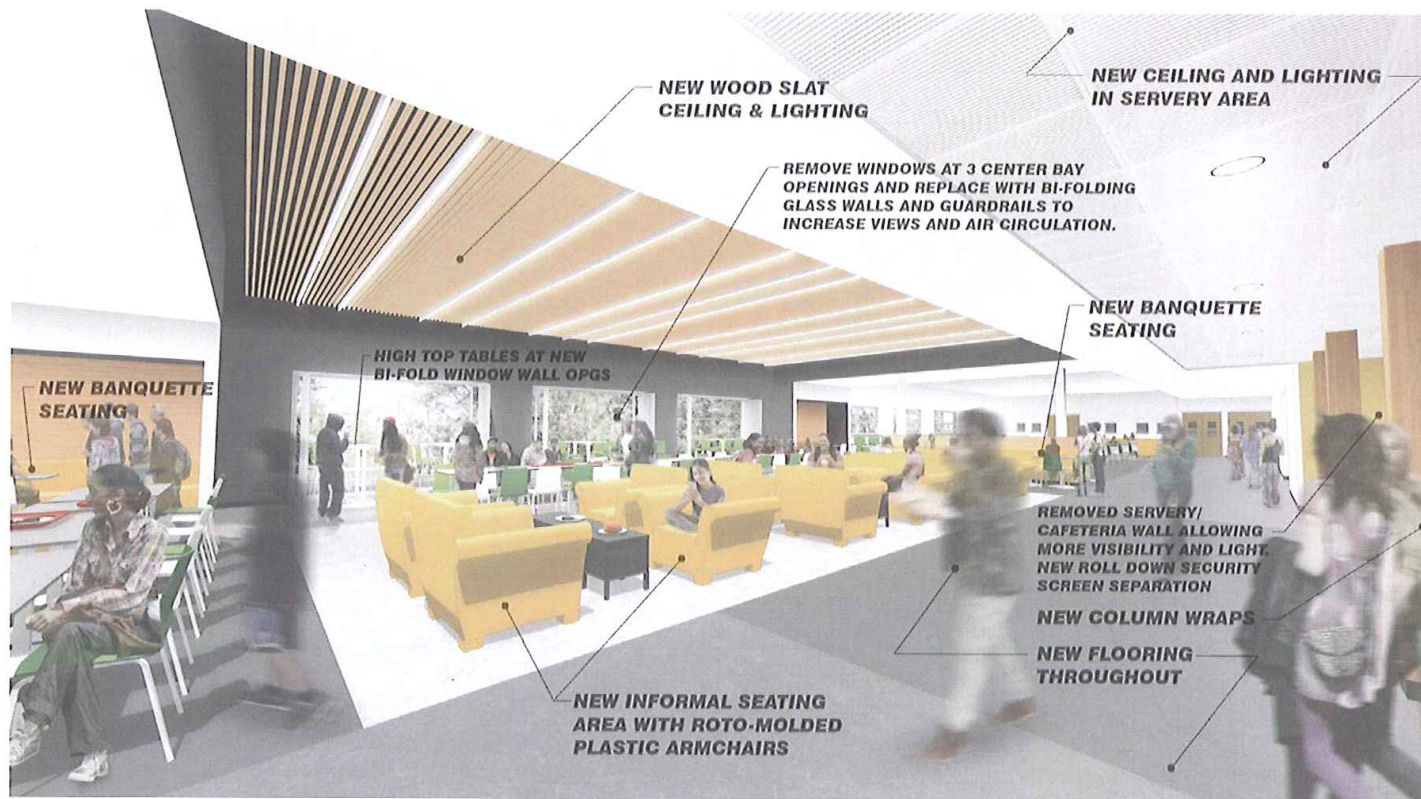 NEW WOOD SLAT
CEILING & LIGHTING
NEW CEILING AND LIGHTING
IN SERVERY AREA
REMOVE WINDOWS AT 3 CENTER BAY
OPENINGS AND REPLACE WITH BI-FOLDING
GLASS WALLS AND GUARDRAILS TO
INCREASE VIEWS AND AIR CIRCULATION.
NEW BANQUETTE
SEATING
HIGH TOP TABLES AT NEW
BI-FOLD WINDOW WALL OPGS
NEW BANQUETTE
SEATING
REMOVED SERVERY/
CAFETERIA WALL ALLOWING
MORE VISIBILITY AND LIGHT.
NEW ROLL DOWN SECURITY
SCREEN SEPARATION
NEW COLUMN WRAPS
NEW FLOORING
THROUGHOUT
NEW INFORMAL SEATING
AREA WITH ROTO-MOLDED
PLASTIC ARMCHAIRS